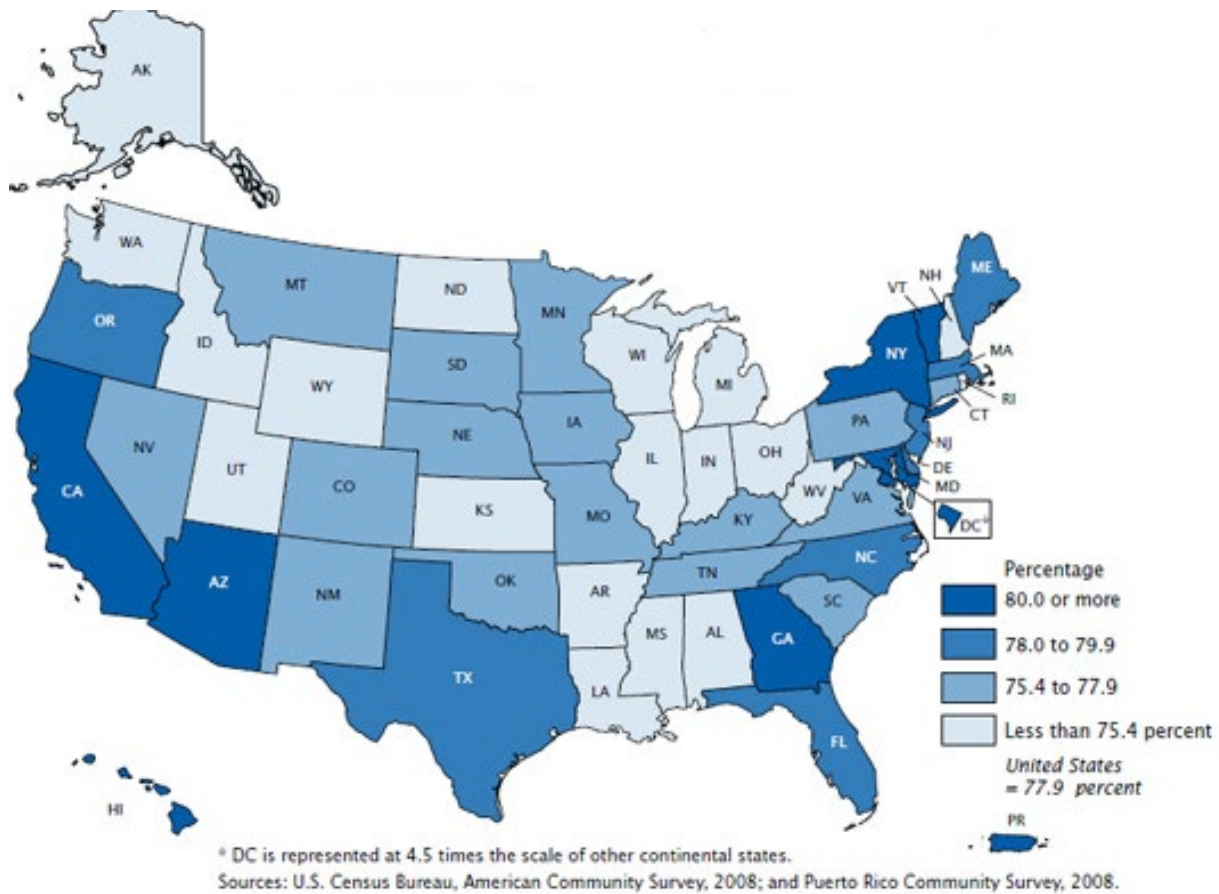 AK
WA
MT
ND
MN
ME
NH
VT
OR
ID
WY
SD
WI
MI
NY
MA
RI
CT
NV
UT
CO
NE
IA
IL
IN
OH
PA
NJ
DE
MD
DC*
WV
VA
CA
KS
MO
KY
AZ
NM
OK
AR
TN
NC
SC
MS
AL
GA
TX
LA
FL
HI
PR
Percentage
80.0 or more
78.0 to 79.9
75.4 to 77.9
Less than 75.4 percent
United States
= 77.9 percent
* DC is represented at 4.5 times the scale of other continental states.
Sources: U.S. Census Bureau, American Community Survey, 2008; and Puerto Rico Community Survey, 2008.